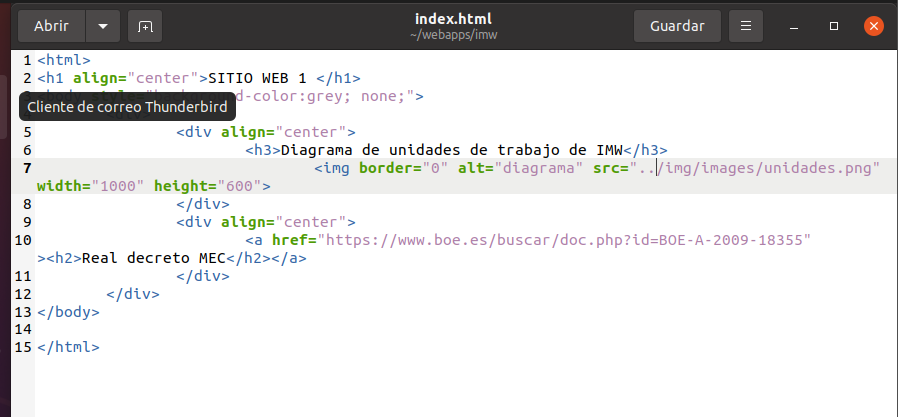 Abrir
index.html
~/webapps/imw
Guardar
1 <html>
2 <h1 align="center">SITIO WEB 1 </h1>
style="background-color:grey; none;">
Cliente de correo Thunderbird
5 <div align="center">
6 <h3>Diagrama de unidades de trabajo de IMW</h3>
7 <img border="0" alt="diagrama" src="../img/images/unidades.png"
width="1000" height="600">
8 </div>
9 <div align="center">
10 <a href="https://www.boe.es/buscar/doc.php?id=BOE-A-2009-18355"
><h2>Real decreto MEC</h2></a>
11 </div>
12 </div>
13 </body>
14
15 </html>